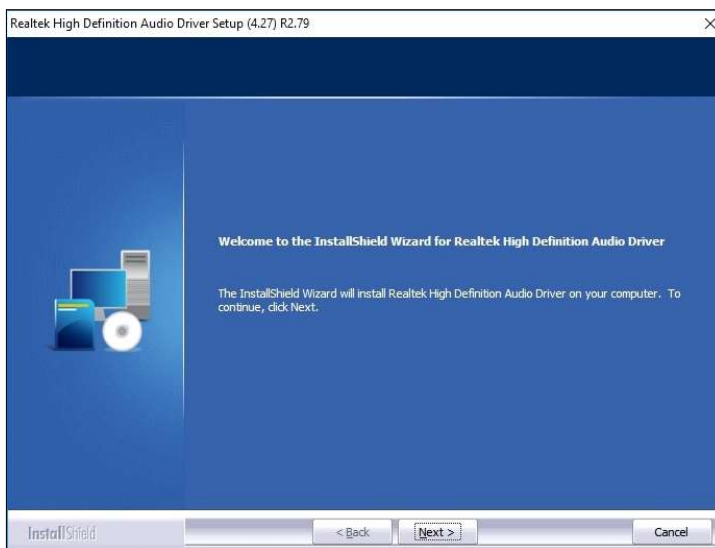 Realtek High Definition Audio Driver Setup (4.27) R2.79
Welcome to the InstallShield Wizard for Realtek High Definition Audio Driver
The InstallShield Wizard will install Realtek High Definition Audio Driver on your computer. To
continue, click Next.
InstallShield
< Back
Next >
Cancel